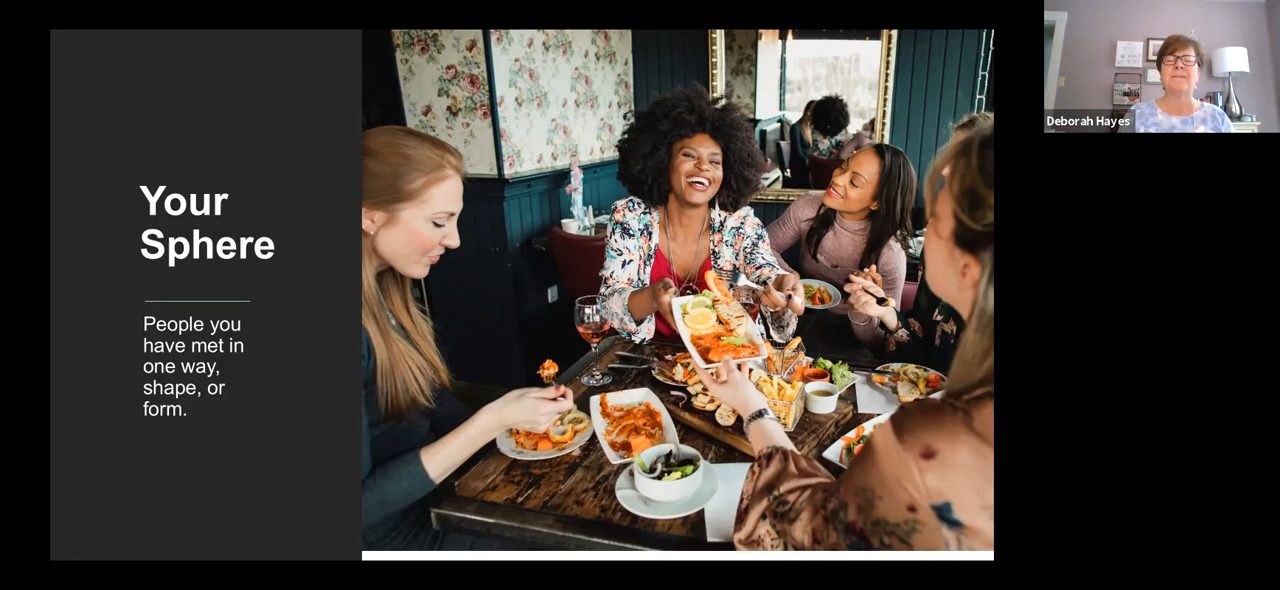 Your
Sphere
People you
have met in
one way,
shape, or
form.
Deborah Hayes